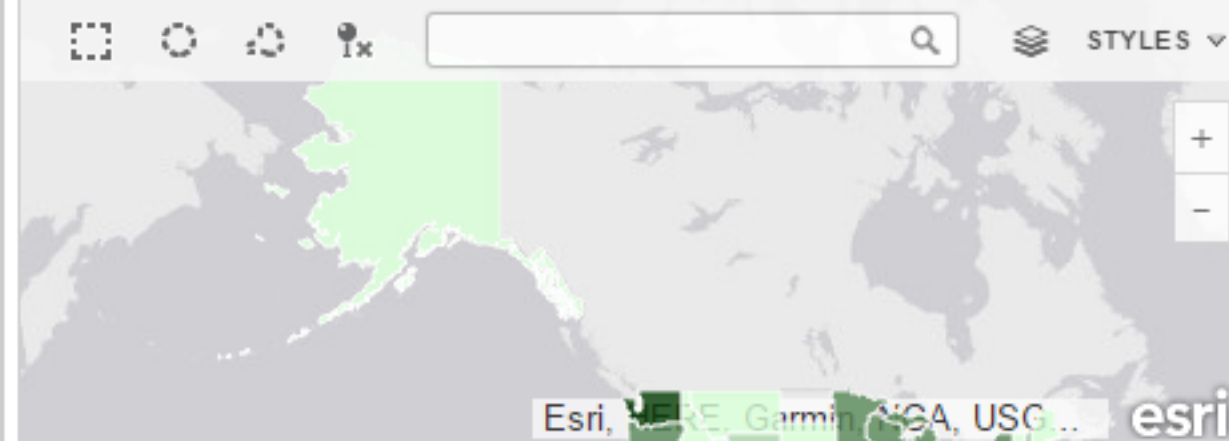 STYLES
+
-
Esri, HERE, Garmin, NGA, USG...
esri